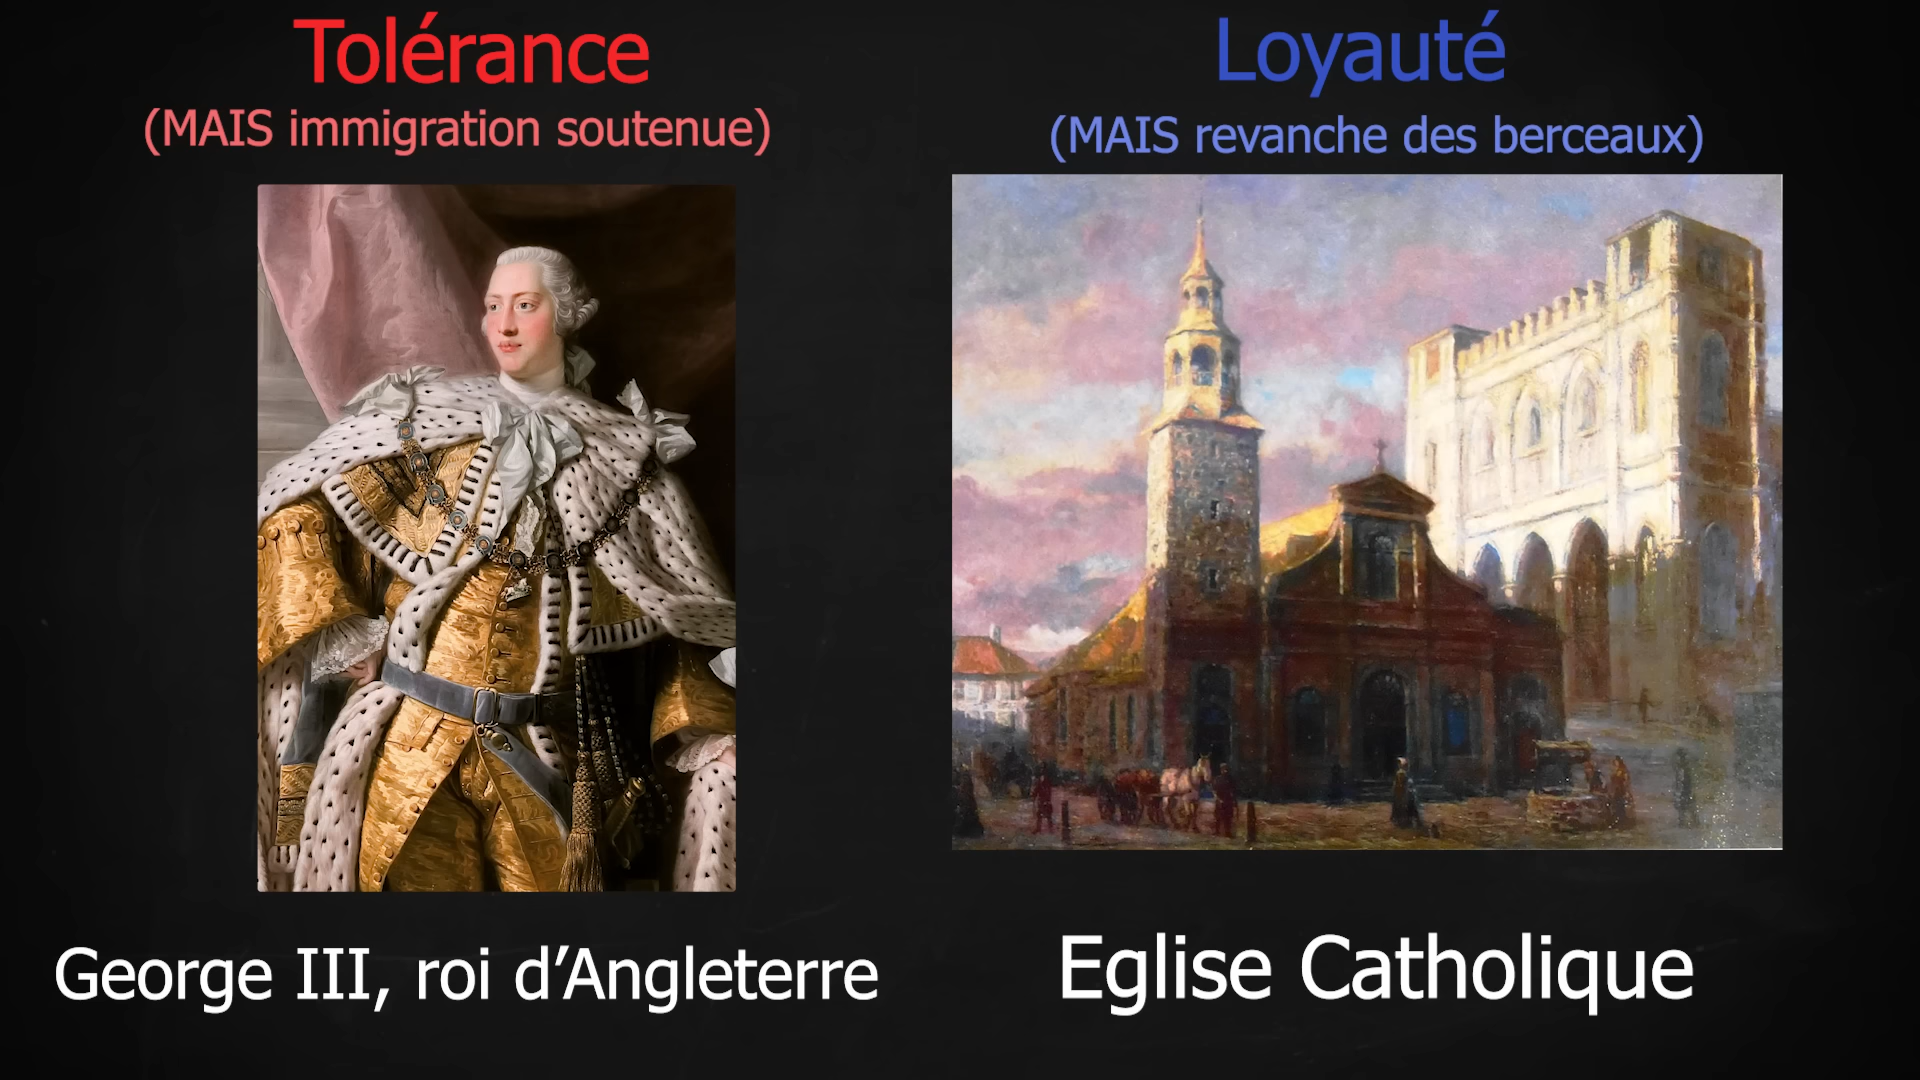 Tolérance
(MAIS immigration soutenue)
George III, roi d’Angleterre
Loyauté
(MAIS revanche des berceaux)
Eglise Catholique